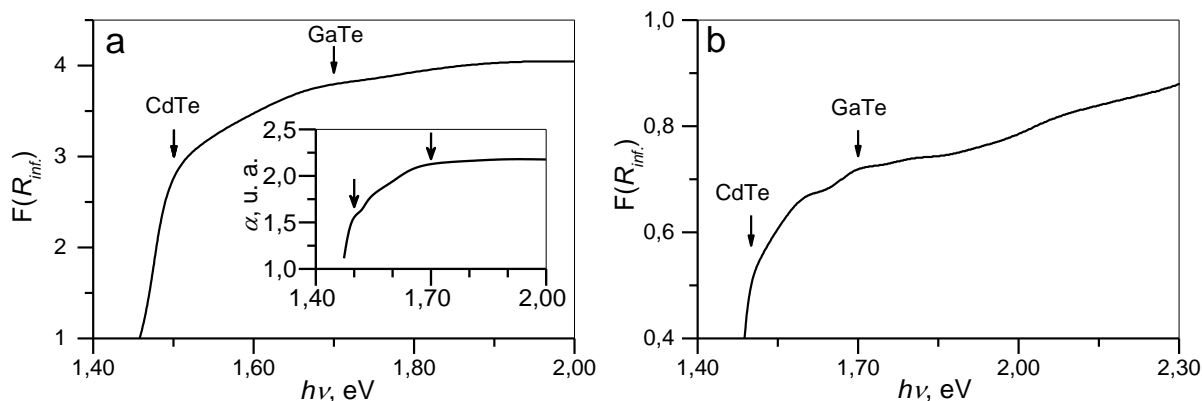 a
GaTe
CdTe
4
3
2
1
F(R_inf.)
1,40
1,60
1,80
2,00
hν, eV
2,5
2,0
1,5
1,0
α, u. a.
1,40
1,70
2,00
b
GaTe
CdTe
1,0
0,8
0,6
0,4
F(R_inf.)
1,40
1,70
2,00
2,30
hν, eV